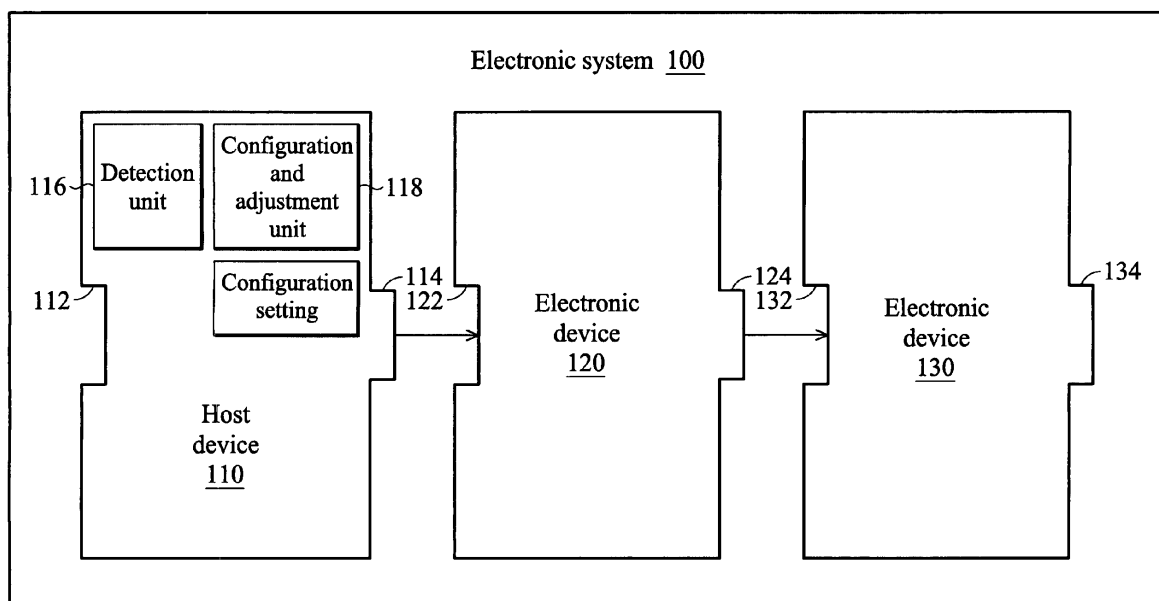 Electronic system 100
Detection
unit
116
Configuration
and
adjustment
unit
118
Configuration
setting
112
114
122
Host
device
110
Electronic
device
120
124
132
Electronic
device
130
134